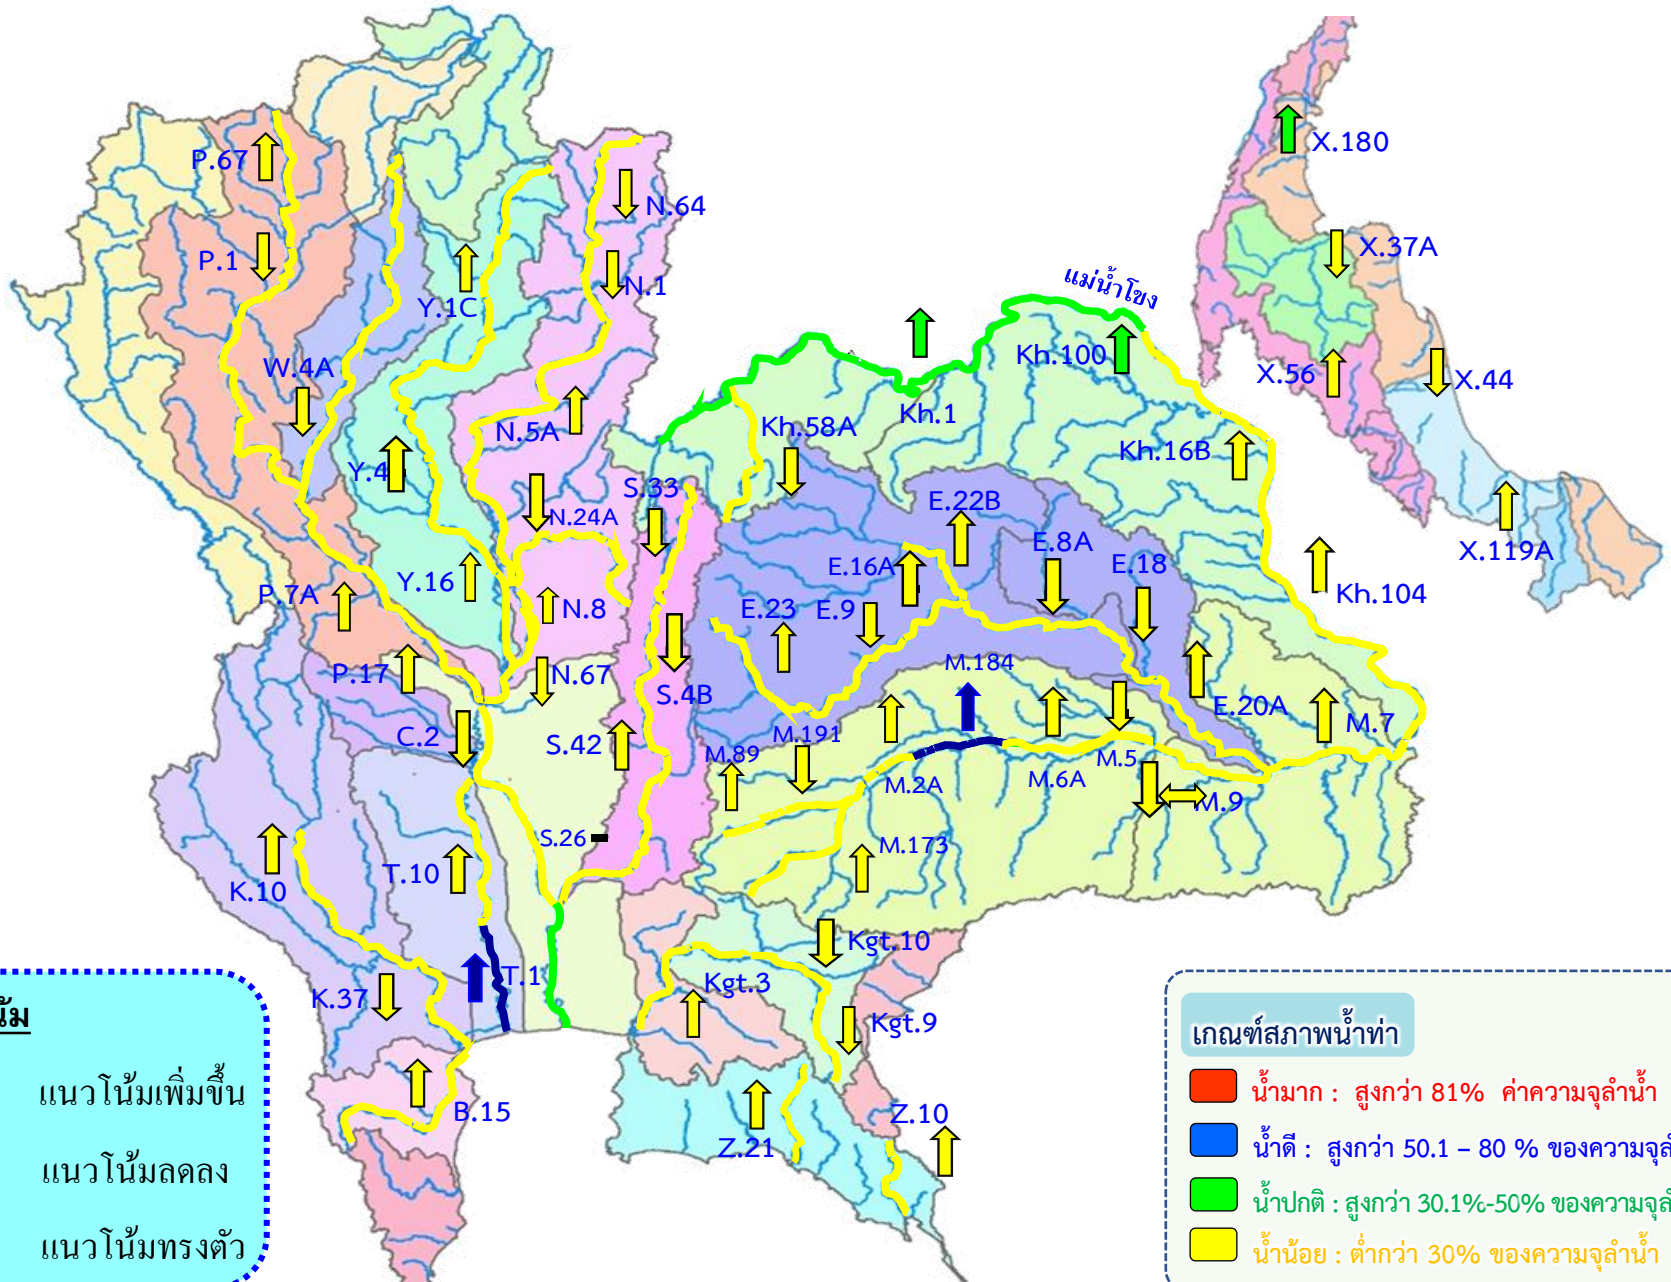 P.67
N.64
P.1
N.1
Y.1C
W.4A
N.5A
Y.4
N.24A
S.33
P.7A
Y.16
N.8
P.17
N.67
S.4B
C.2
S.42
S.26
K.10
T.10
K.37
T.1
B.15
แม่น้ำโขง
Kh.100
Kh.1
Kh.58A
Kh.16B
Kh.104
E.22B
E.8A
E.18
E.16A
E.23
E.9
M.184
E.20A
M.7
M.191
M.89
M.2A
M.6A
M.5
M.9
M.173
Kgt.10
Kgt.3
Kgt.9
Z.21
Z.10
X.180
X.37A
X.56
X.44
X.119A
แนวโน้มเพิ่มขึ้น
แนวโน้มลดลง
แนวโน้มทรงตัว
เกณฑ์สภาพน้ำท่า
น้ำมาก : สูงกว่า 81% ค่าความจุลำน้ำ
น้ำดี : สูงกว่า 50.1 – 80 % ของความจุลำ
น้ำปกติ : สูงกว่า 30.1%-50% ของความจุลำ
น้ำน้อย : ต่ำกว่า 30% ของความจุลำน้ำ